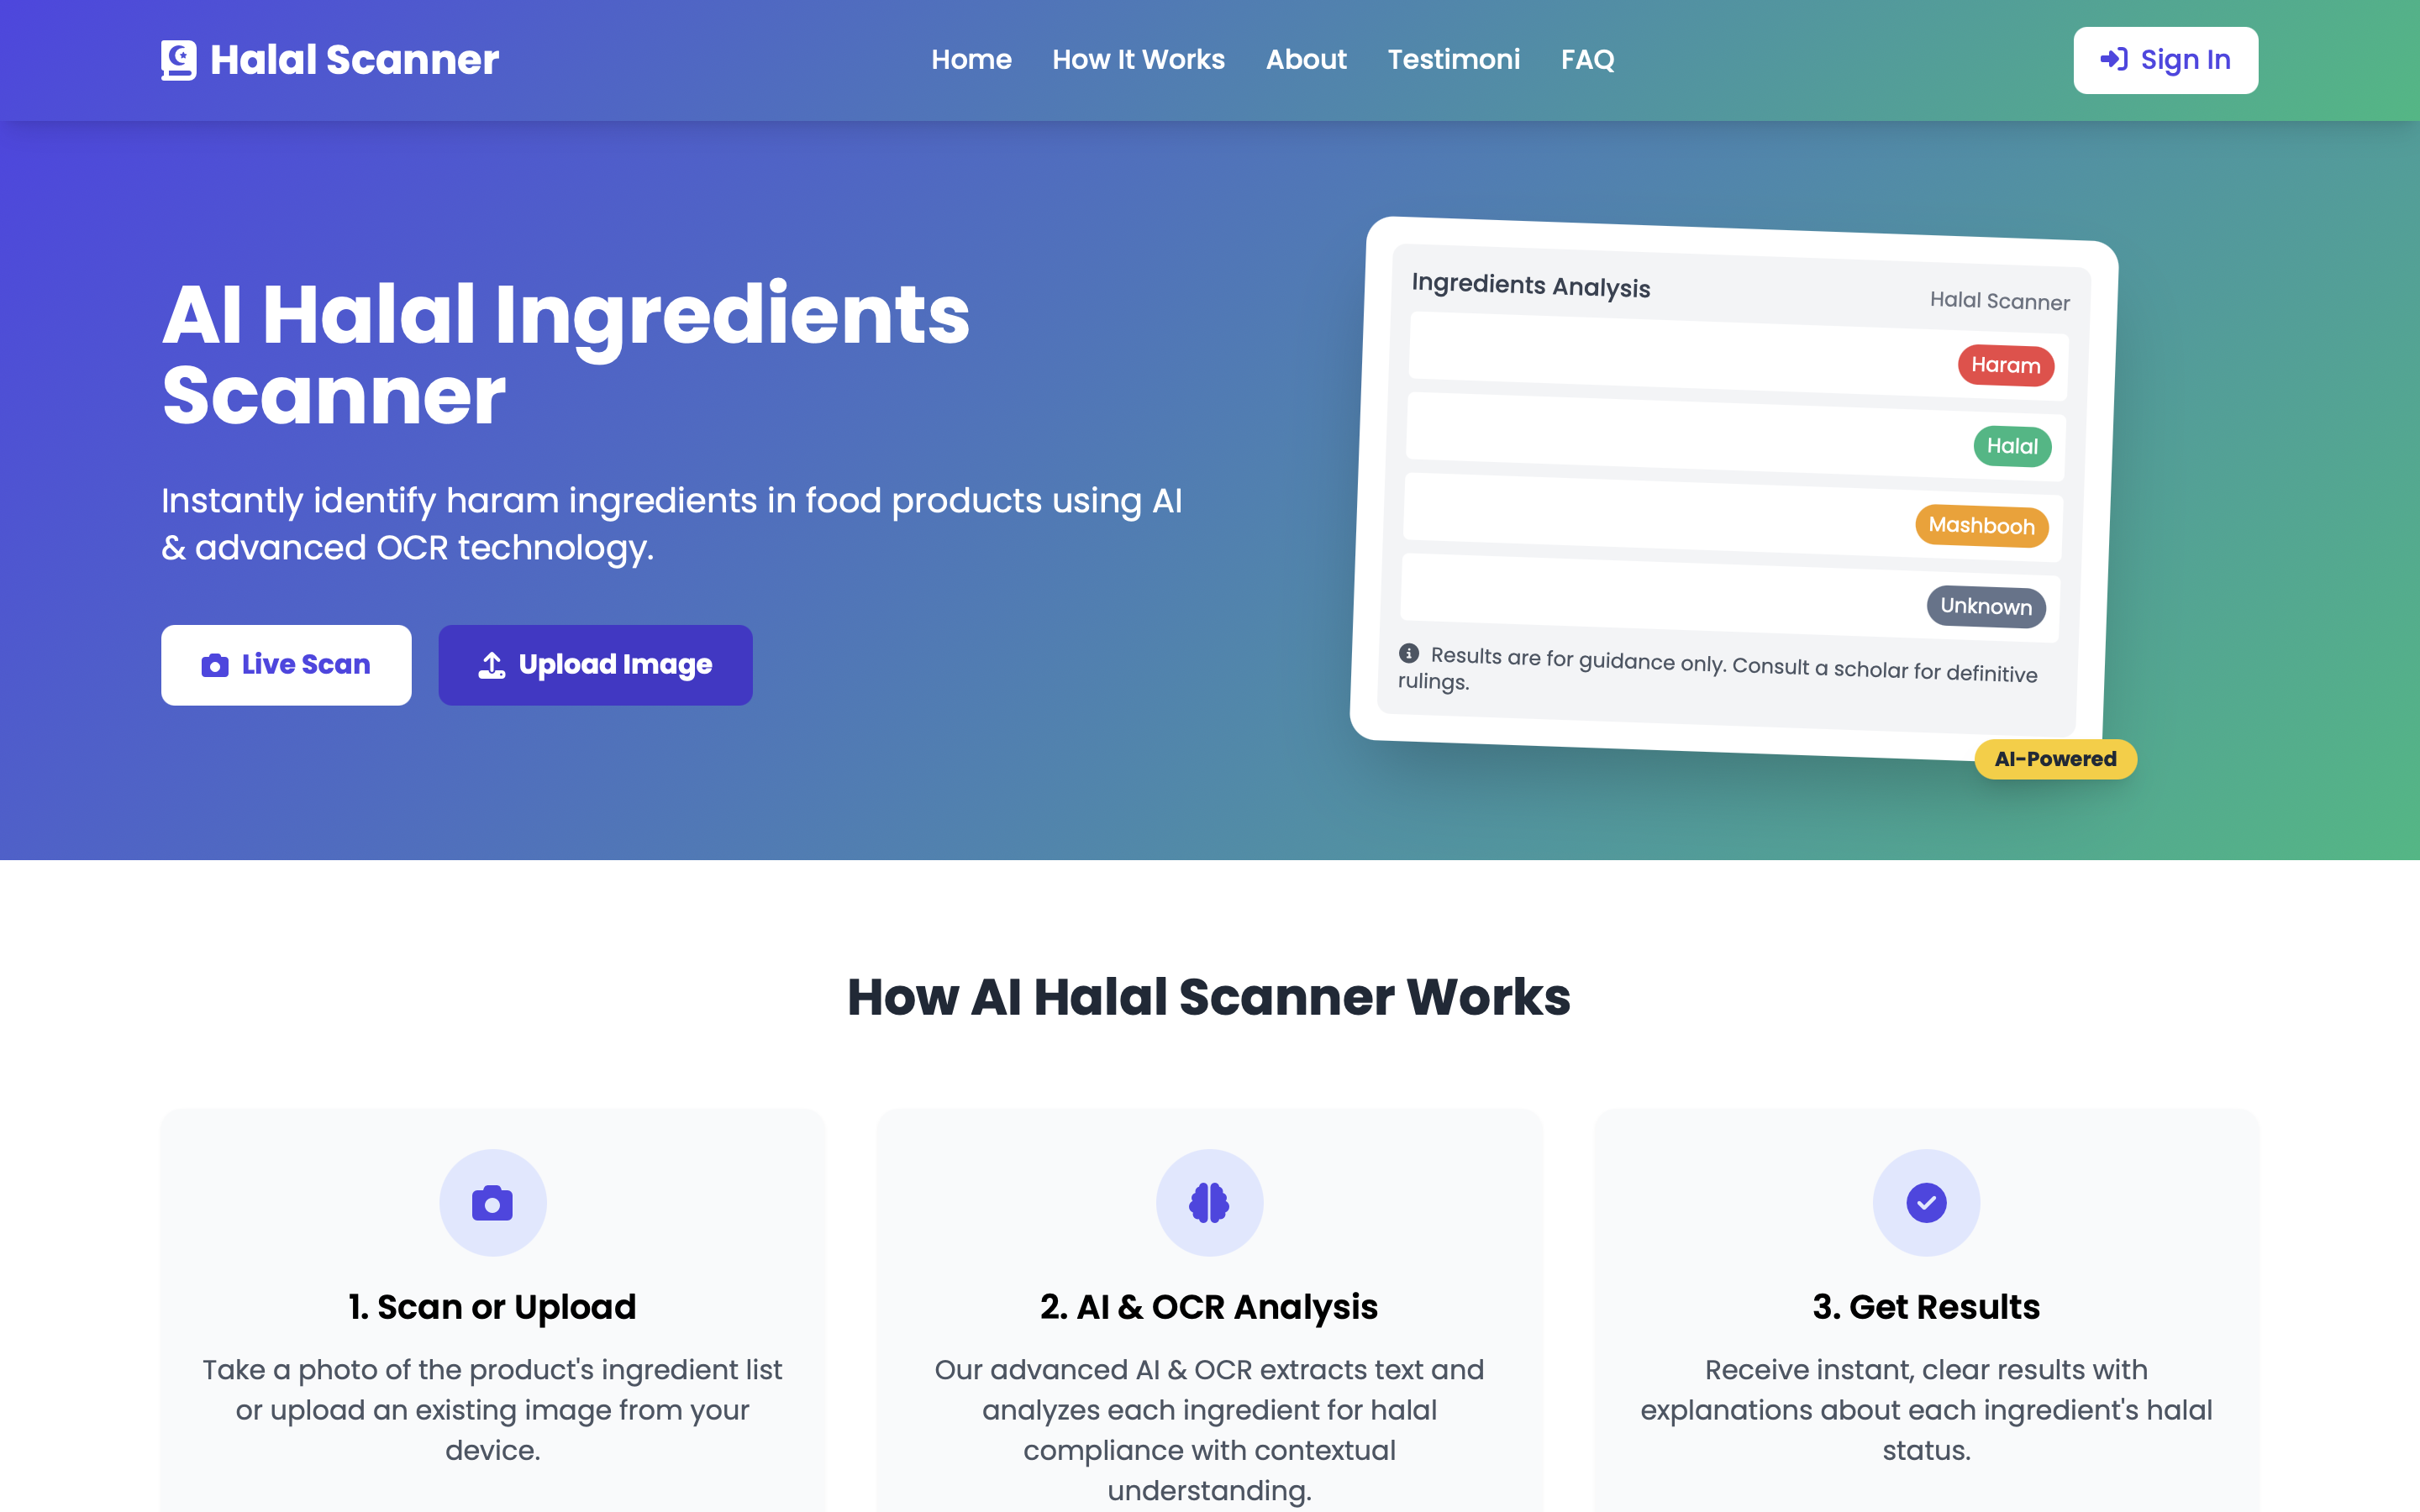 Halal Scanner
Home
How It Works
About
Testimoni
FAQ
Sign In
AI Halal Ingredients
Scanner
Instantly identify haram ingredients in food products using AI
& advanced OCR technology.
Live Scan
Upload Image
Ingredients Analysis
Halal Scanner
Haram
Halal
Mashbooh
Unknown
Results are for guidance only. Consult a scholar for definitive
rulings.
AI-Powered
How AI Halal Scanner Works
1. Scan or Upload
Take a photo of the product's ingredient list
or upload an existing image from your
device.
2. AI & OCR Analysis
Our advanced AI & OCR extracts text and
analyzes each ingredient for halal
compliance with contextual
understanding.
3. Get Results
Receive instant, clear results with
explanations about each ingredient's halal
status.